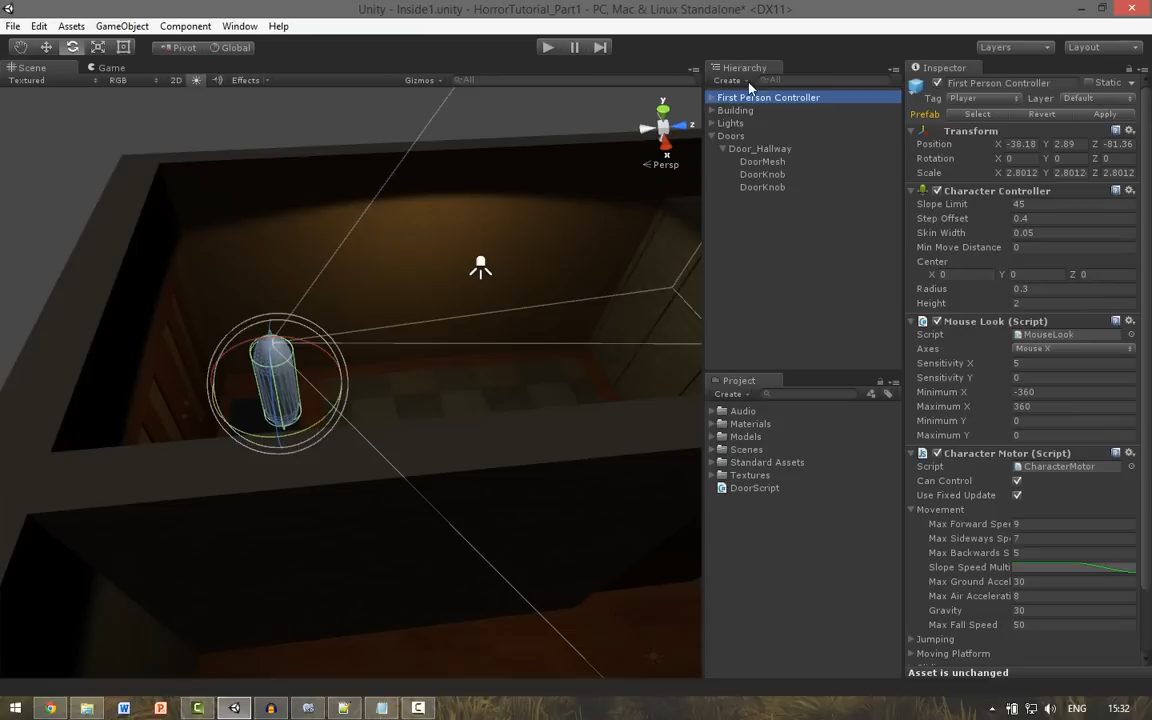 Unity - Inside1.unity - HorrorTutorial_Part1 - PC, Mac & Linux Standalone* <DX11>
File Edit Assets GameObject Component Window Help
Pivot Global Layers Layout
Scene Game
Textured RGB 2D Effects Gizmos All
y
z
x
Persp
Hierarchy
Create All
First Person Controller
Building
Lights
Doors
Door_Hallway
DoorMesh
DoorKnob
DoorKnob
Project
Create
Audio
Materials
Models
Scenes
Standard Assets
Textures
DoorScript
Inspector
First Person Controller Static
Tag Player Layer Default
Prefab Select Revert Apply
Transform
Position X -38.18 Y 2.89 Z -81.36
Rotation X 0 Y 0 Z 0
Scale X 2.8012 Y 2.8012 Z 2.8012
Character Controller
Slope Limit 45
Step Offset 0.4
Skin Width 0.05
Min Move Distance 0
Center
X 0 Y 0 Z 0
Radius 0.3
Height 2
Mouse Look (Script)
Script MouseLook
Axes Mouse X
Sensitivity X 5
Sensitivity Y 0
Minimum X -360
Maximum X 360
Minimum Y 0
Maximum Y 0
Character Motor (Script)
Script CharacterMotor
Can Control
Use Fixed Update
Movement
Max Forward Spee 9
Max Sideways Sp 7
Max Backwards S 5
Slope Speed Multi
Max Ground Accel 30
Max Air Accelerati 8
Gravity 30
Max Fall Speed 50
Jumping
Moving Platform
Asset is unchanged
ENG 15:32